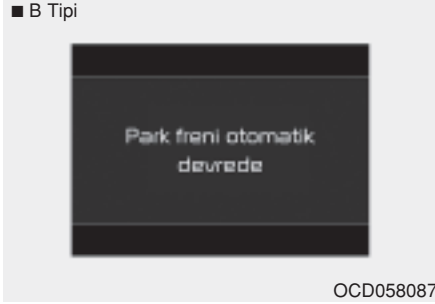 ■ B Tipi
Park freni otomatik
devrede
OCD058087